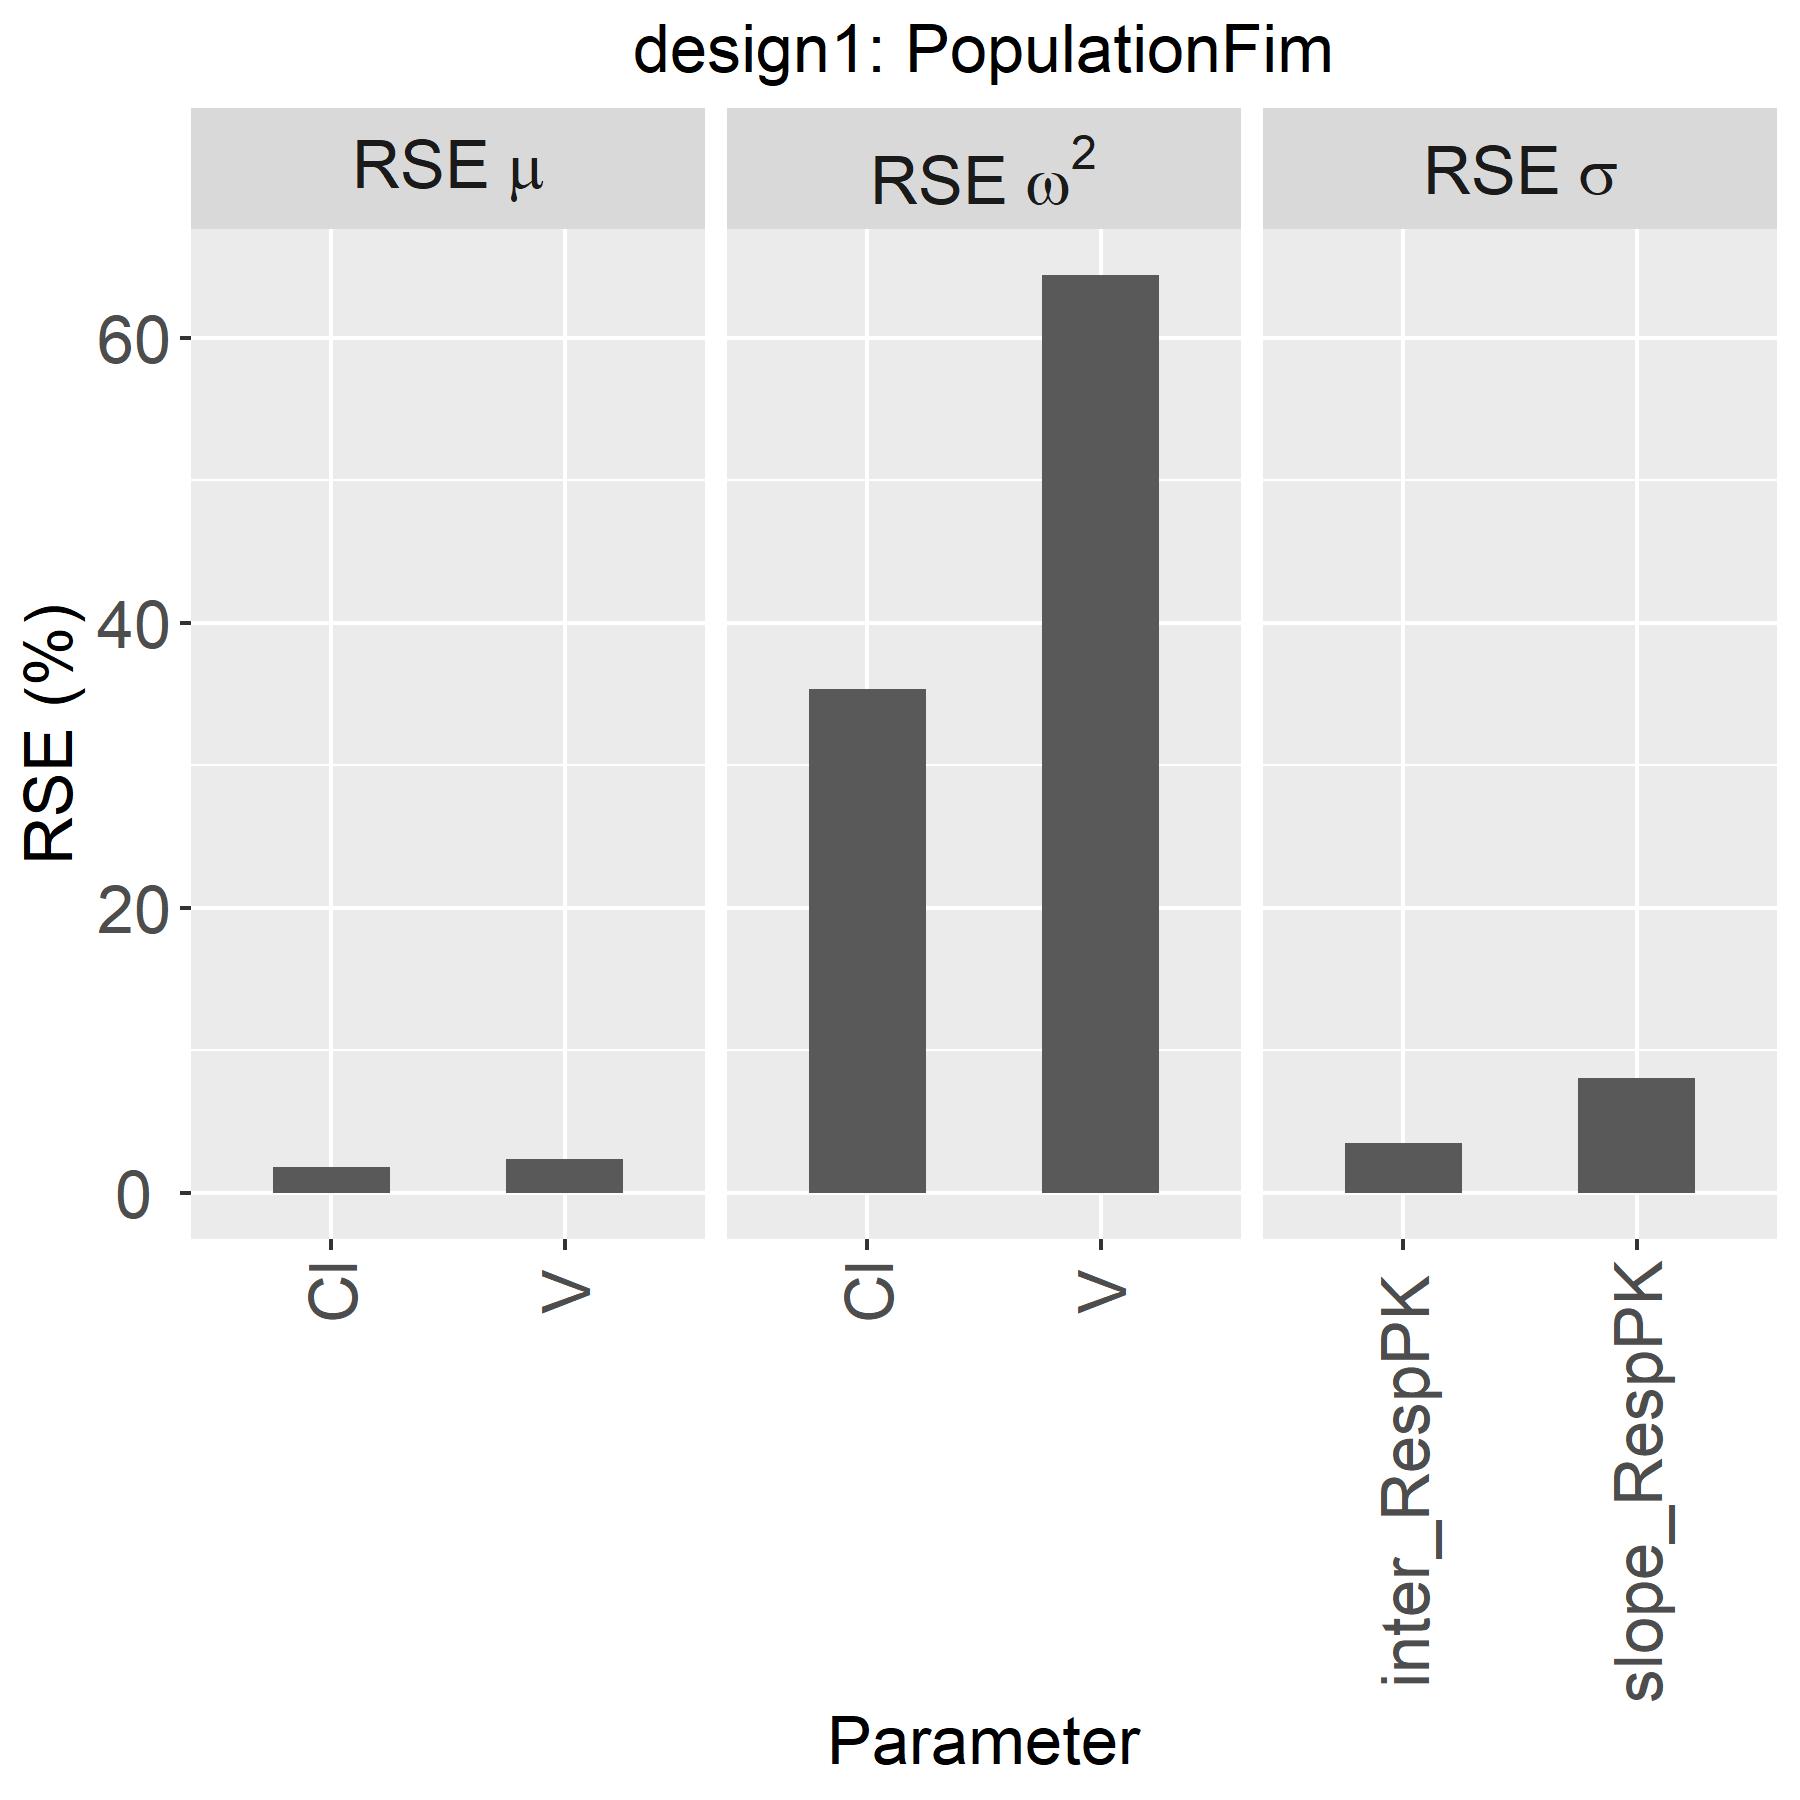 design1: PopulationFim
RSE μ
RSE ω²
RSE σ
60
40
20
0
RSE (%)
Cl
V
Cl
V
inter_RespPK
slope_RespPK
Parameter